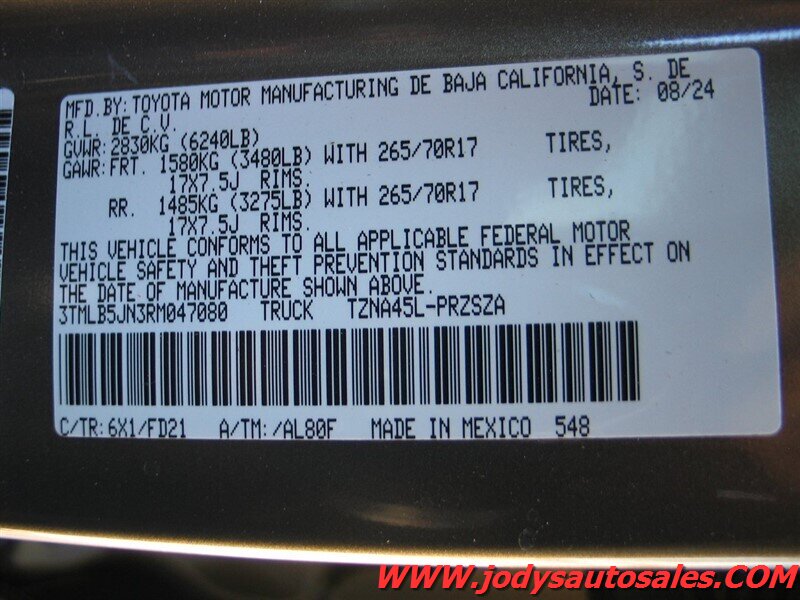 MFD.BY: TOYOTA MOTOR MANUFACTURING DE BAJA CALIFORNIA, S. DE
R.L. DE C.V. DATE: 08/24
GVWR: 2830KG (6240LB)
GAWR: FRT. 1580KG (3480LB) WITH 265/70R17 TIRES,
17X7.5J RIMS.
RR. 1485KG (3275LB) WITH 265/70R17 TIRES,
17X7.5J RIMS.
THIS VEHICLE CONFORMS TO ALL APPLICABLE FEDERAL MOTOR
VEHICLE SAFETY AND THEFT PREVENTION STANDARDS IN EFFECT ON
THE DATE OF MANUFACTURE SHOWN ABOVE.
3TMLB5JN3RM047080 TRUCK TZNA45L-PRZSZA
C/TR: 6X1/FD21 A/TM: /AL80F MADE IN MEXICO 548
WWW.jodysautosales.COM